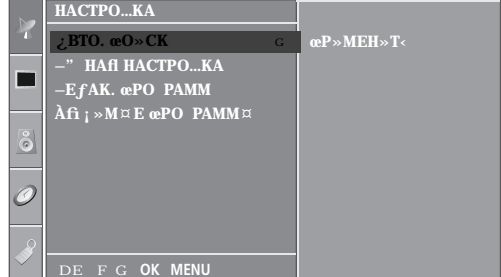 НАСТРО...КА
¿ВТО. œО»СК G œР»МЕН»Т‹
–” НАfl НАСТРО...КА
–ЕƒАК. œРО РАММ
Àfi ¡ »М¤ Е œРО РАММ¤
DE F G OK MENU